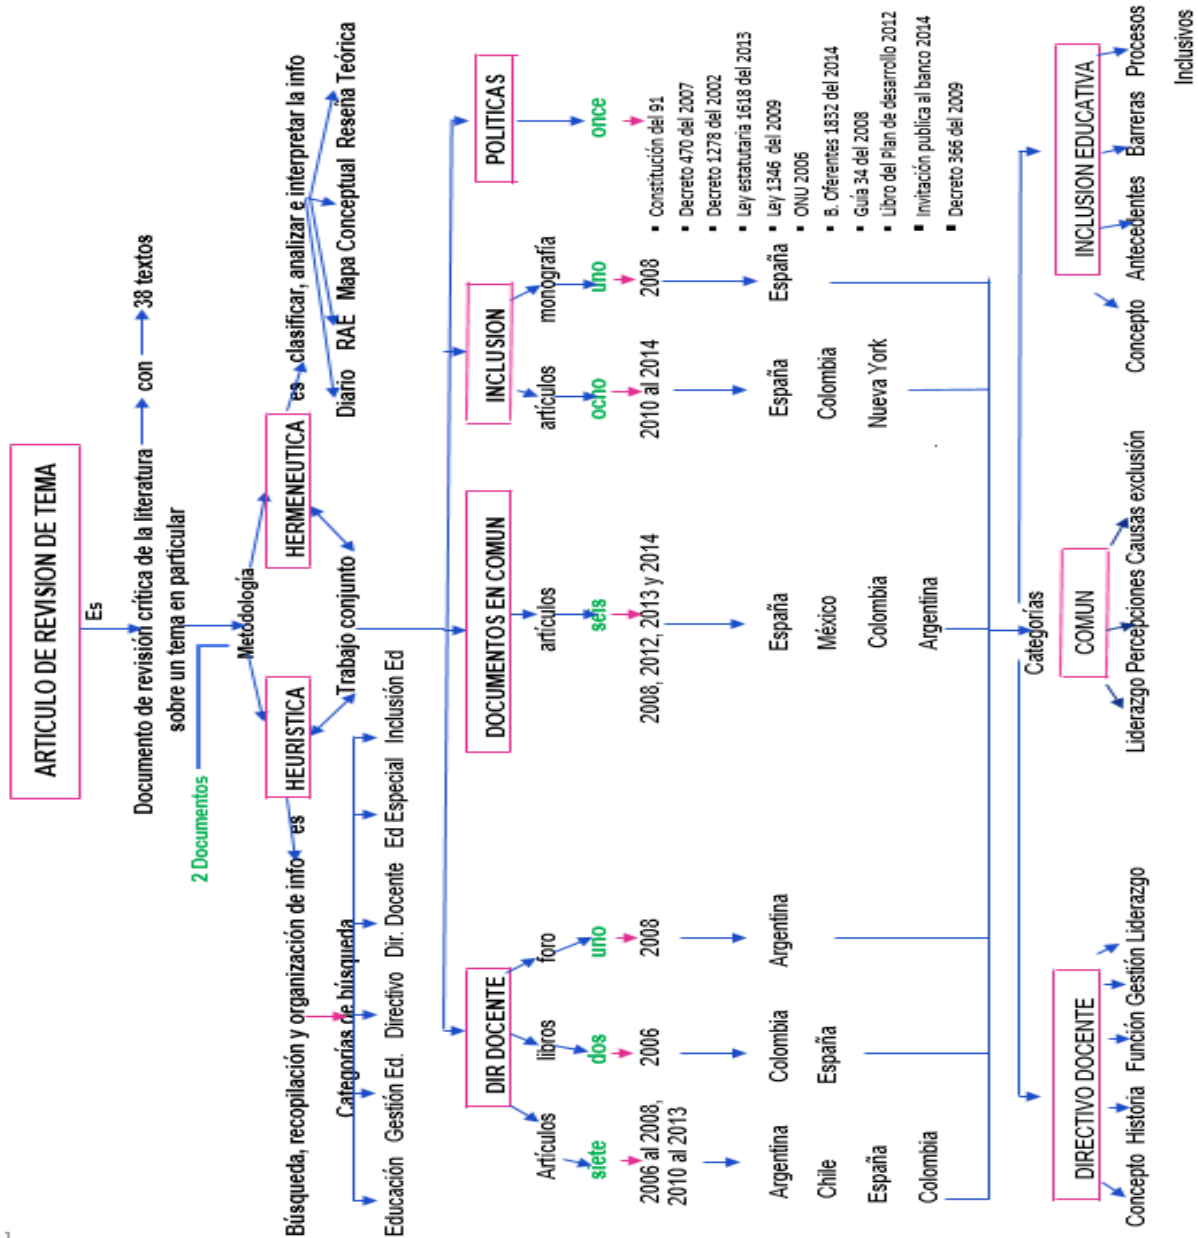 ARTICULO DE REVISION DE TEMA
Es
Documento de revisión crítica de la literatura con 38 textos
sobre un tema en particular
2 Documentos
Metodología
HEURISTICA
HERMENEUTICA
Búsqueda, recopilación y organización de info es
es clasificar, analizar e interpretar la info
Trabajo conjunto
Categorías de búsqueda
Educación Gestión Ed. Directivo Dir. Docente Ed Especial Inclusión Ed
Diario RAE Mapa Conceptual Reseña Teórica
DIR DOCENTE
Artículos libros foro
siete dos uno
2006 al 2008,
2010 al 2013
2006
2008
Argentina
Chile
España
Colombia
Colombia
España
Argentina
DOCUMENTOS EN COMUN
artículos
seis
2008, 2012, 2013 y 2014
España
México
Colombia
Argentina
INCLUSION
artículos monografía
ocho uno
2010 al 2014
2008
España
Colombia
Nueva York
España
POLITICAS
once
▪ Constitución del 91
▪ Decreto 470 del 2007
▪ Decreto 1278 del 2002
▪ Ley estatutaria 1618 del 2013
▪ Ley 1346 del 2009
▪ ONU 2006
▪ B. Oferentes 1832 del 2014
▪ Guía 34 del 2008
▪ Libro del Plan de desarrollo 2012
▪ Invitación publica al banco 2014
▪ Decreto 366 del 2009
Categorías
DIRECTIVO DOCENTE
Concepto Historia Función Gestión Liderazgo
COMUN
Liderazgo Percepciones Causas exclusión
INCLUSION EDUCATIVA
Concepto Antecedentes Barreras Procesos
Inclusivos